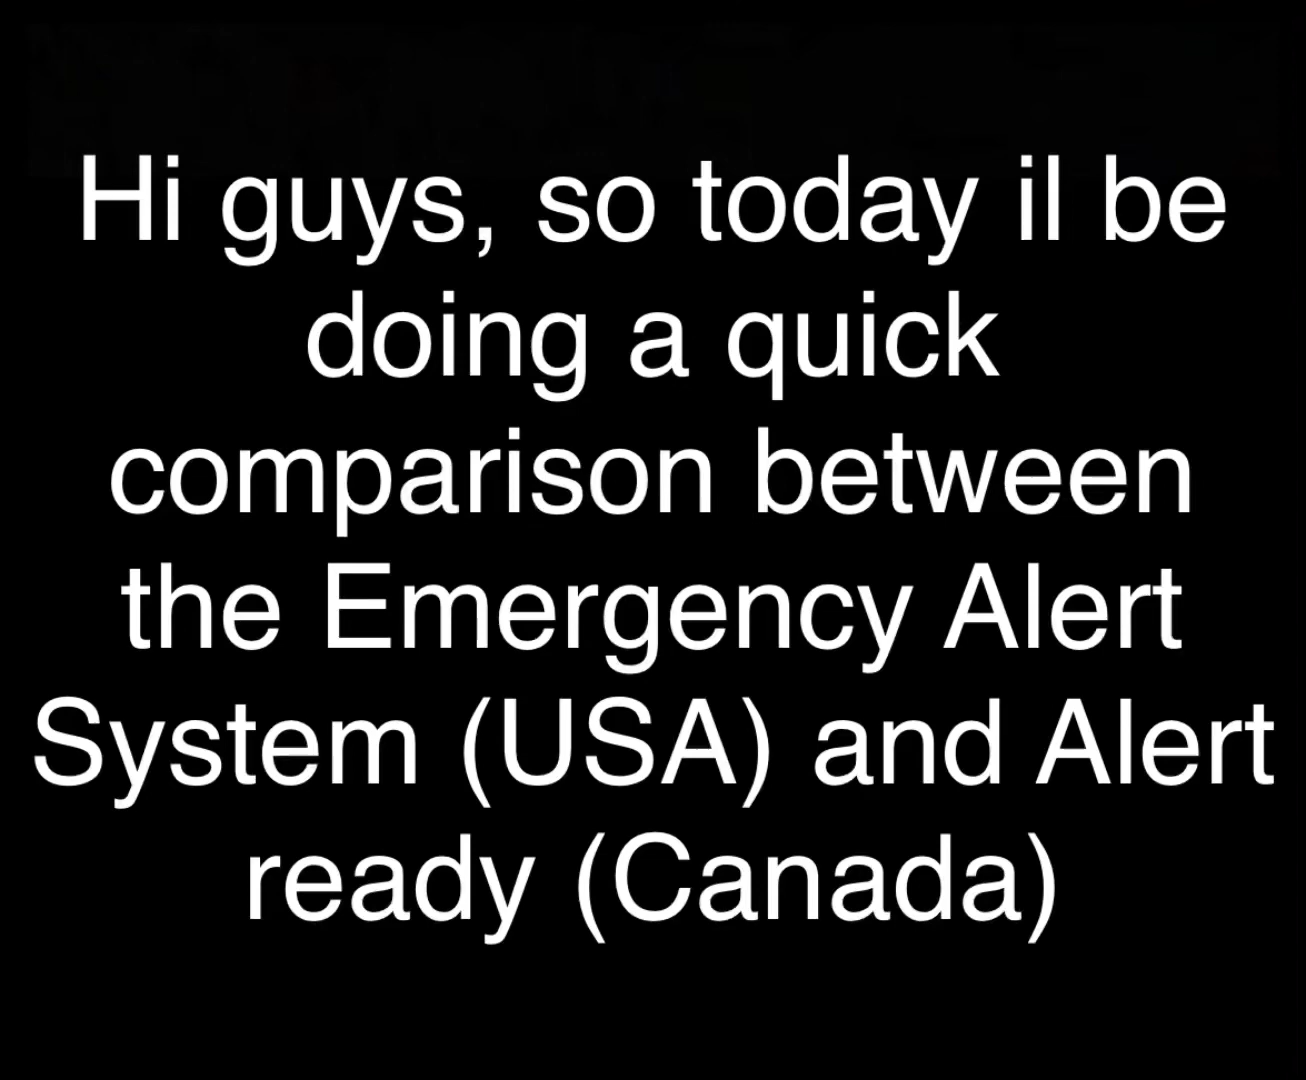 Hi guys, so today il be
doing a quick
comparison between
the Emergency Alert
System (USA) and Alert
ready (Canada)